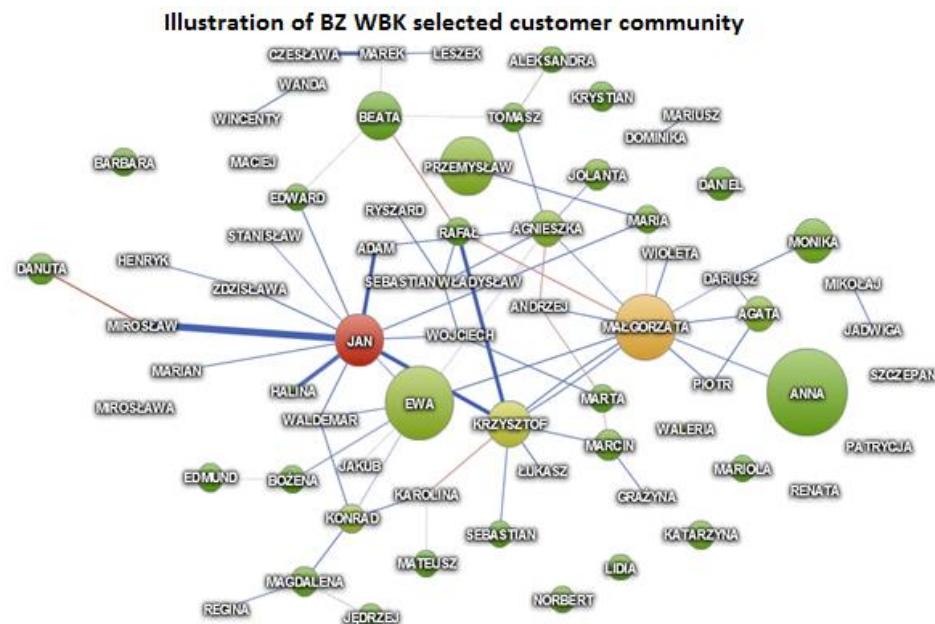 Illustration of BZ WBK selected customer community
CZESŁAWA
MAREK
LESZEK
ALEKSANDRA
WANDA
KRYSTIAN
WINCENTY
BEATA
TOMASZ
MARIUSZ
DOMINIKA
BARBARA
MACIEJ
PRZEMYSŁAW
JOLANTA
DANIEL
EDWARD
RYSZARD
STANISŁAW
ADAM
RAFAŁ
AGNIESZKA
MARIA
MONIKA
WIOLETA
DANUTA
HENRYK
ZDZISŁAWA
SEBASTIAN
WŁADYSŁAW
DARIUSZ
MIKOŁAJ
ANDRZEJ
AGATA
MIROSŁAW
JAN
WOJCIECH
MAŁGORZATA
JADWIGA
MARIAN
HALINA
PIOTR
SZCZEPAN
MIROSŁAWA
EWA
MARTA
ANNA
WALDEMAR
KRZYSZTOF
WALERIA
MARCIN
PATRYCJA
EDMUND
BOŻENA
JAKUB
ŁUKASZ
MARIOLA
KAROLINA
GRAŻYNA
RENATA
KONRAD
SEBASTIAN
KATARZYNA
MATEUSZ
LIDIA
MAGDALENA
NORBERT
REGINA
JĘDRZEJ